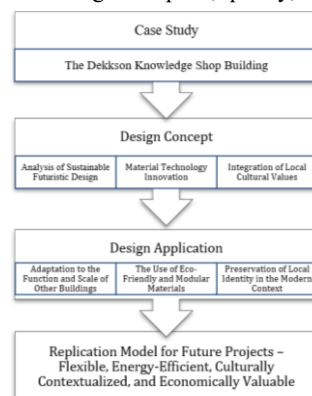 Case Study
The Dekkson Knowledge Shop Building
Design Concept
Analysis of Sustainable
Futuristic Design
Material Technology
Innovation
Integration of Local
Cultural Values
Design Application
Adaptation to the
Function and Scale of
Other Buildings
The Use of Eco-
Friendly and Modular
Materials
Preservation of Local
Identity in the Modern
Context
Replication Model for Future Projects –
Flexible, Energy-Efficient, Culturally
Contextualized, and Economically Valuable